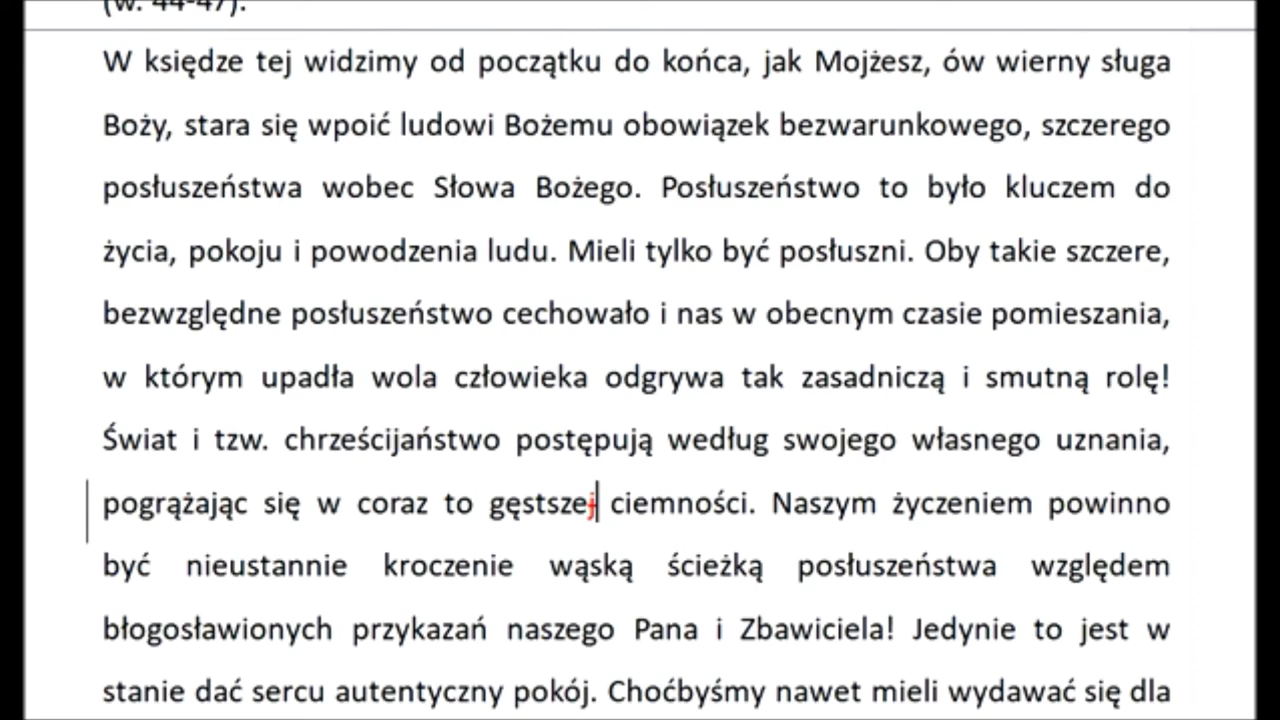 (w. 44-47).
W księdze tej widzimy od początku do końca, jak Mojżesz, ów wierny sługa
Boży, stara się wpoić ludowi Bożemu obowiązek bezwarunkowego, szczerego
posłuszeństwa wobec Słowa Bożego. Posłuszeństwo to było kluczem do
życia, pokoju i powodzenia ludu. Mieli tylko być posłuszni. Oby takie szczere,
bezwzględne posłuszeństwo cechowało i nas w obecnym czasie pomieszania,
w którym upadła wola człowieka odgrywa tak zasadniczą i smutną rolę!
Świat i tzw. chrześcijaństwo postępują według swojego własnego uznania,
pogrążając się w coraz to gęstszej ciemności. Naszym życzeniem powinno
być nieustannie kroczenie wąską ścieżką posłuszeństwa względem
błogosławionych przykazań naszego Pana i Zbawiciela! Jedynie to jest w
stanie dać sercu autentyczny pokój. Choćbyśmy nawet mieli wydawać się dla